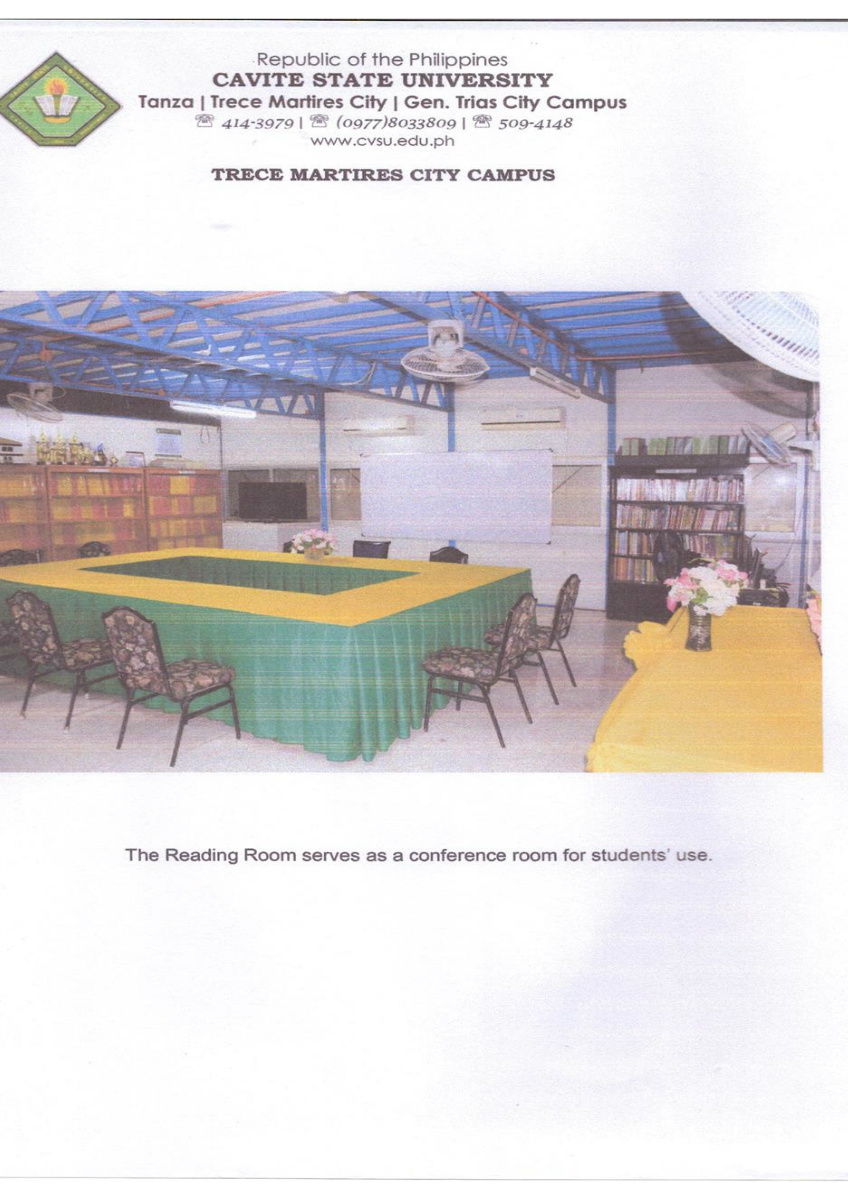 Republic of the Philippines
CAVITE STATE UNIVERSITY
Tanza | Trece Martires City | Gen. Trias City Campus
☏ 414-3979 | ☏ (0977)8033809 | ☏ 509-4148
www.cvsu.edu.ph
TRECE MARTIRES CITY CAMPUS
The Reading Room serves as a conference room for students' use.